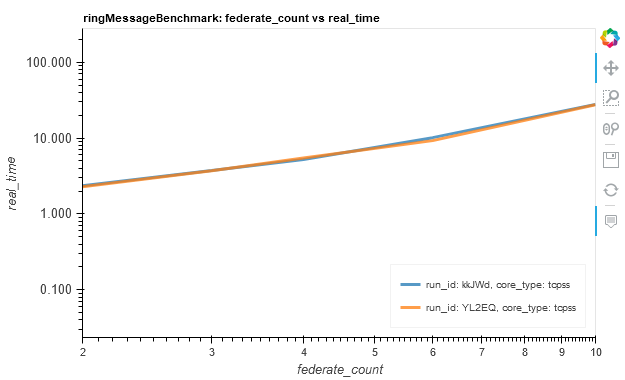 ringMessageBenchmark: federate_count vs real_time
100.000
10.000
1.000
0.100
real_time
run_id: kkJWd, core_type: tcpss
run_id: YL2EQ, core_type: tcpss
2 3 4 5 6 7 8 9 10
federate_count